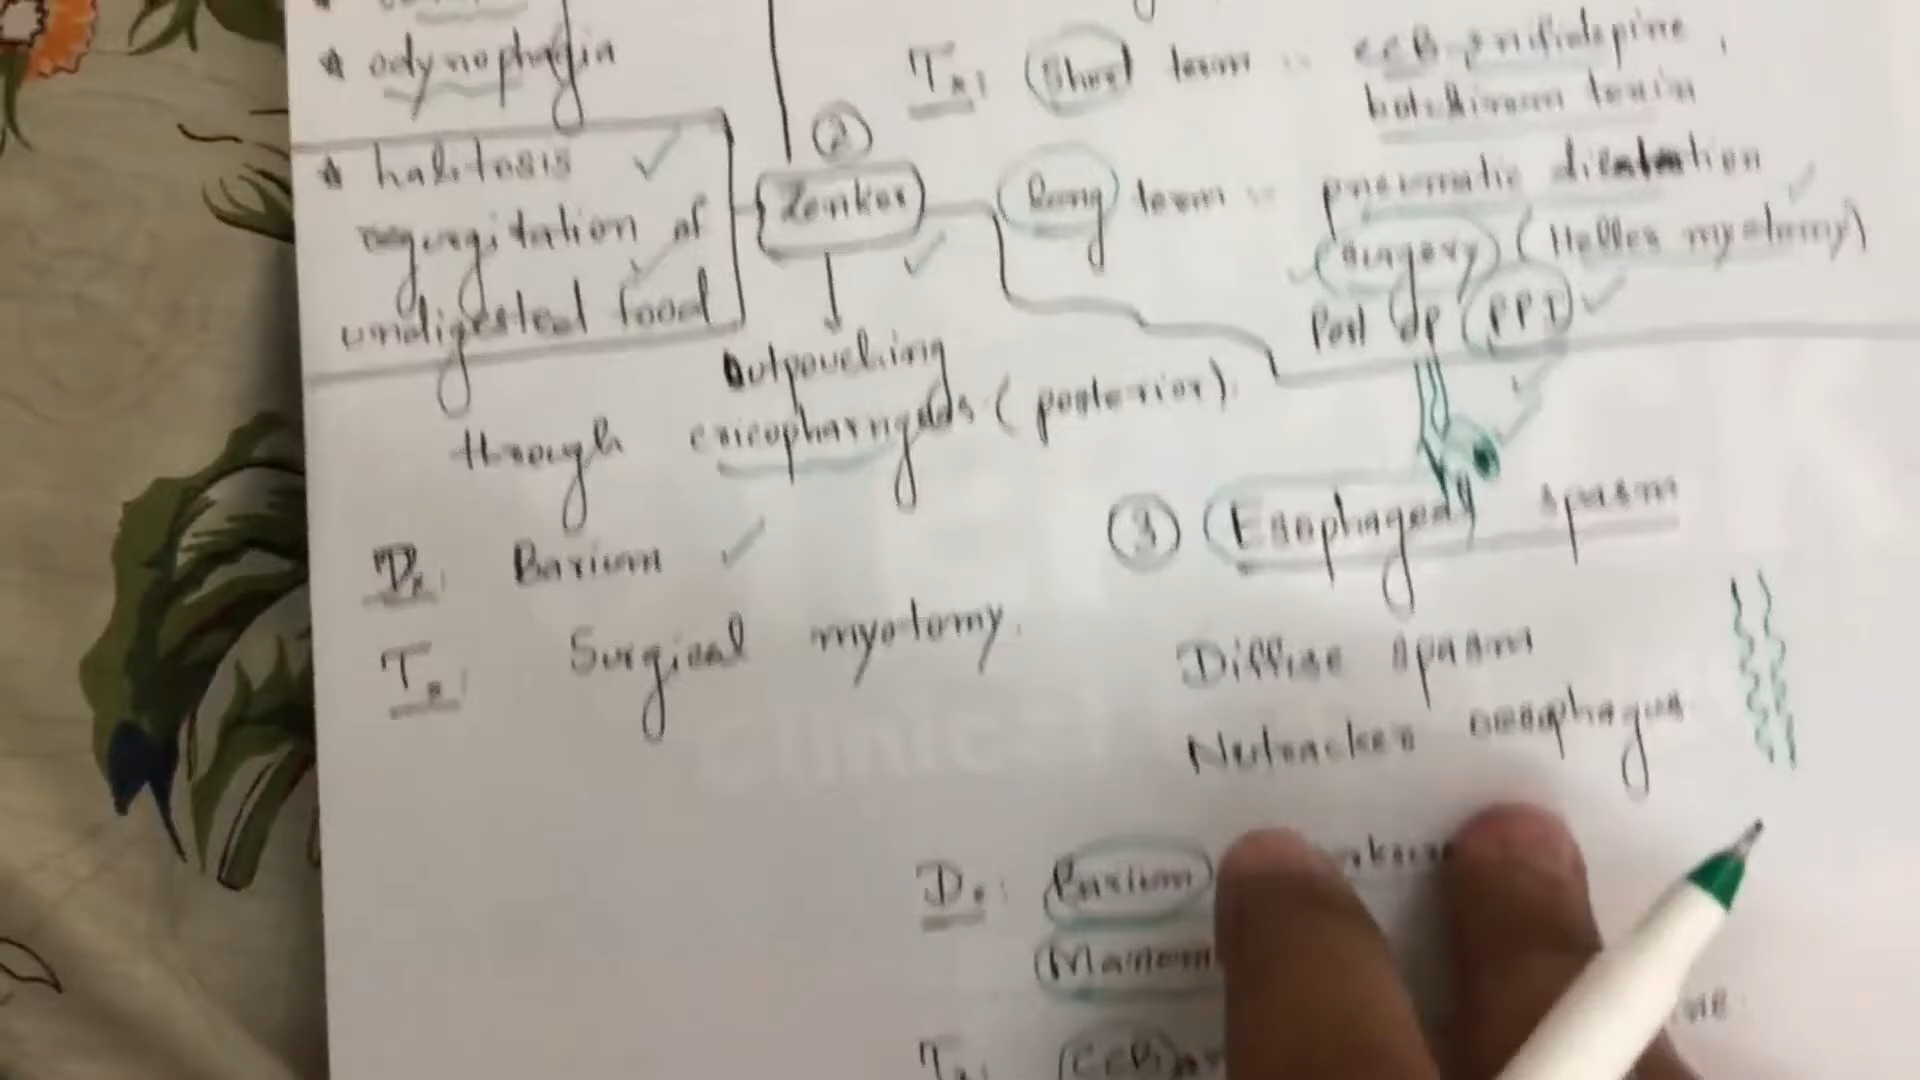 * odynophagia
* halitosis
regurgitation of
undigested food
② Zenker
Outpouching
through cricopharyngeus (posterior).
Dx: Barium
Tx: Surgical myotomy.
Tx: Short term :- CCB - nifidepine,
botulinum toxin
Long term :- pneumatic dilatation
surgery (Heller myotomy)
Post op PPI
③ Esophageal spasm
Diffuse spasm
Nutcracker oesophagus
Dx: Barium
Tx: CCB
clinical